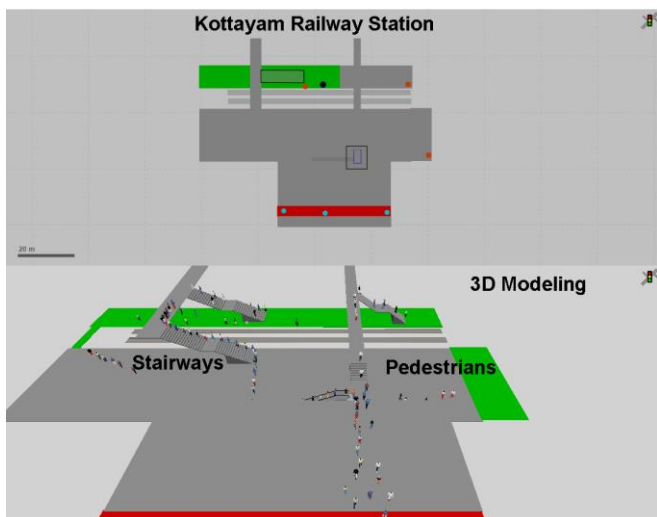 Kottayam Railway Station
20 m
3D Modeling
Stairways
Pedestrians